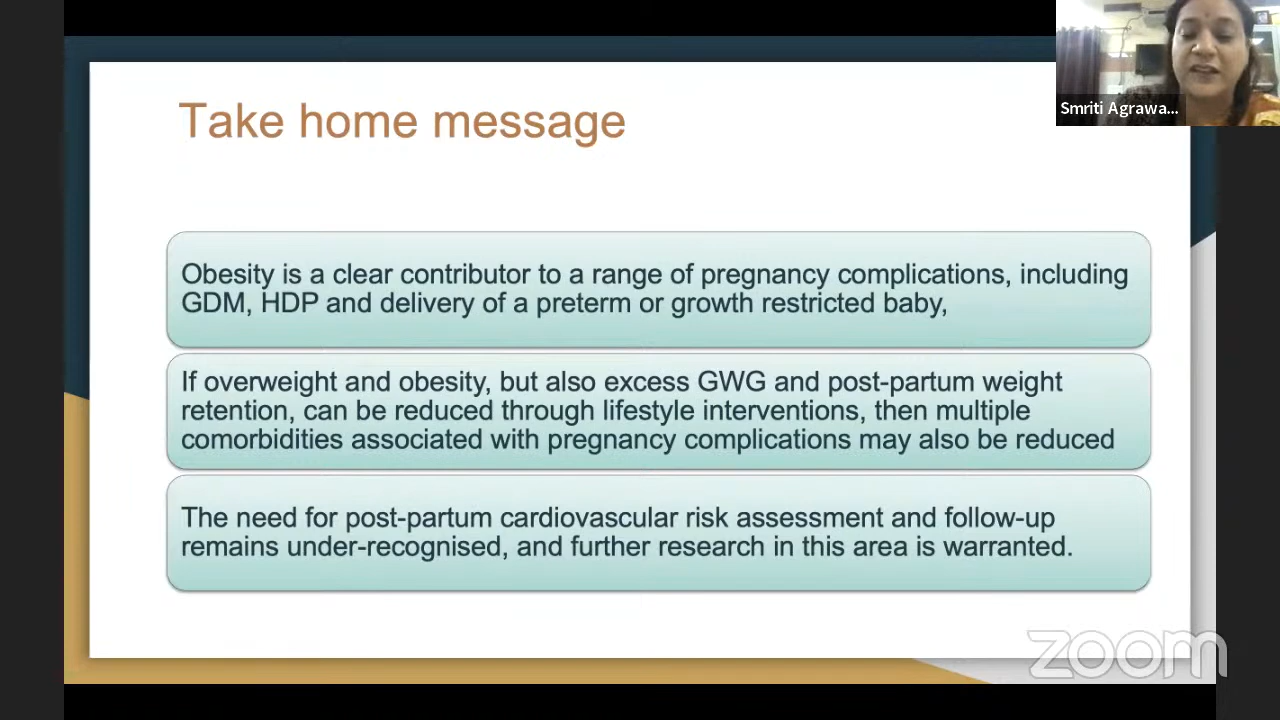 Take home message
Smriti Agrawa...
Obesity is a clear contributor to a range of pregnancy complications, including
GDM, HDP and delivery of a preterm or growth restricted baby,
If overweight and obesity, but also excess GWG and post-partum weight
retention, can be reduced through lifestyle interventions, then multiple
comorbidities associated with pregnancy complications may also be reduced
The need for post-partum cardiovascular risk assessment and follow-up
remains under-recognised, and further research in this area is warranted.
zoom